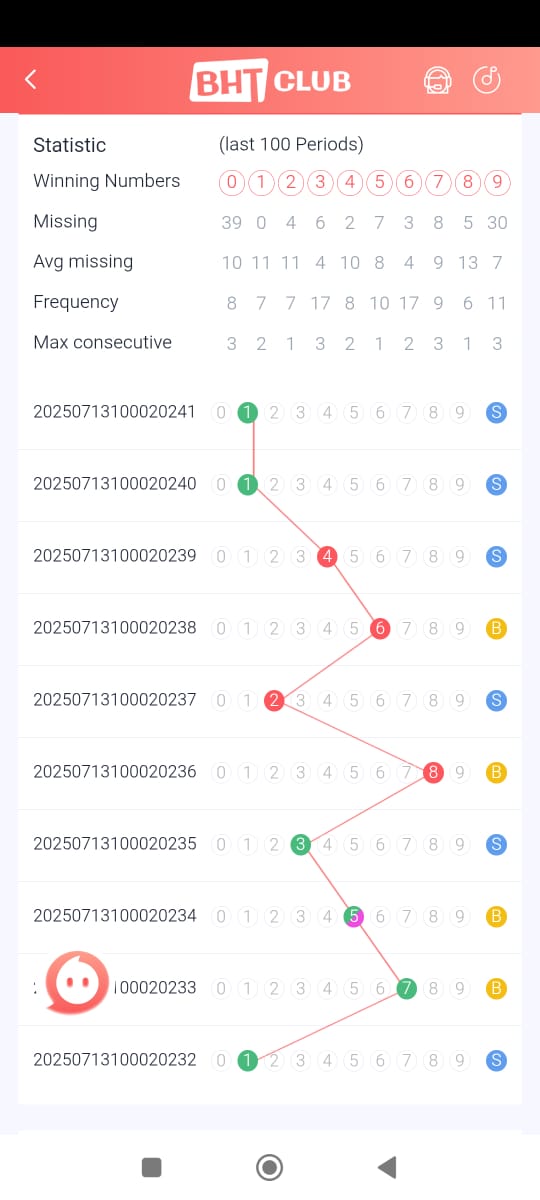 BHT CLUB
Statistic (last 100 Periods)
Winning Numbers 0 1 2 3 4 5 6 7 8 9
Missing 39 0 4 6 2 7 3 8 5 30
Avg missing 10 11 11 4 10 8 4 9 13 7
Frequency 8 7 7 17 8 10 17 9 6 11
Max consecutive 3 2 1 3 2 1 2 3 1 3
20250713100020241 0 1 2 3 4 5 6 7 8 9 S
20250713100020240 0 1 2 3 4 5 6 7 8 9 S
20250713100020239 0 1 2 3 4 5 6 7 8 9 S
20250713100020238 0 1 2 3 4 5 6 7 8 9 B
20250713100020237 0 1 2 3 4 5 6 7 8 9 S
20250713100020236 0 1 2 3 4 5 6 7 8 9 B
20250713100020235 0 1 2 3 4 5 6 7 8 9 S
20250713100020234 0 1 2 3 4 5 6 7 8 9 B
00020233 0 1 2 3 4 5 6 7 8 9 B
20250713100020232 0 1 2 3 4 5 6 7 8 9 S